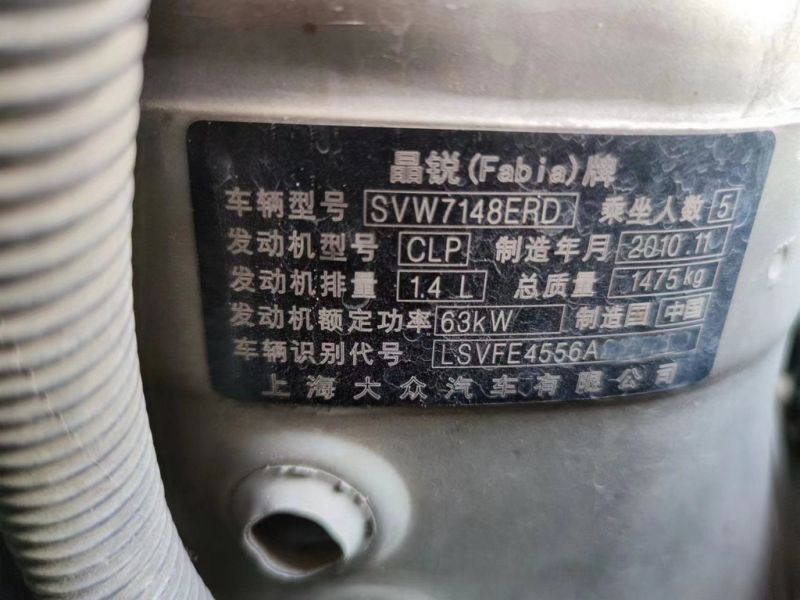 晶锐(Fabia)牌
车辆型号 SVW7148ERD 乘坐人数 5
发动机型号 CLP 制造年月 2010.11
发动机排量 1.4 L 总质量 1475kg
发动机额定功率 63kW 制造国 中国
车辆识别代号 LSVFE4556A
上海大众汽车有限公司